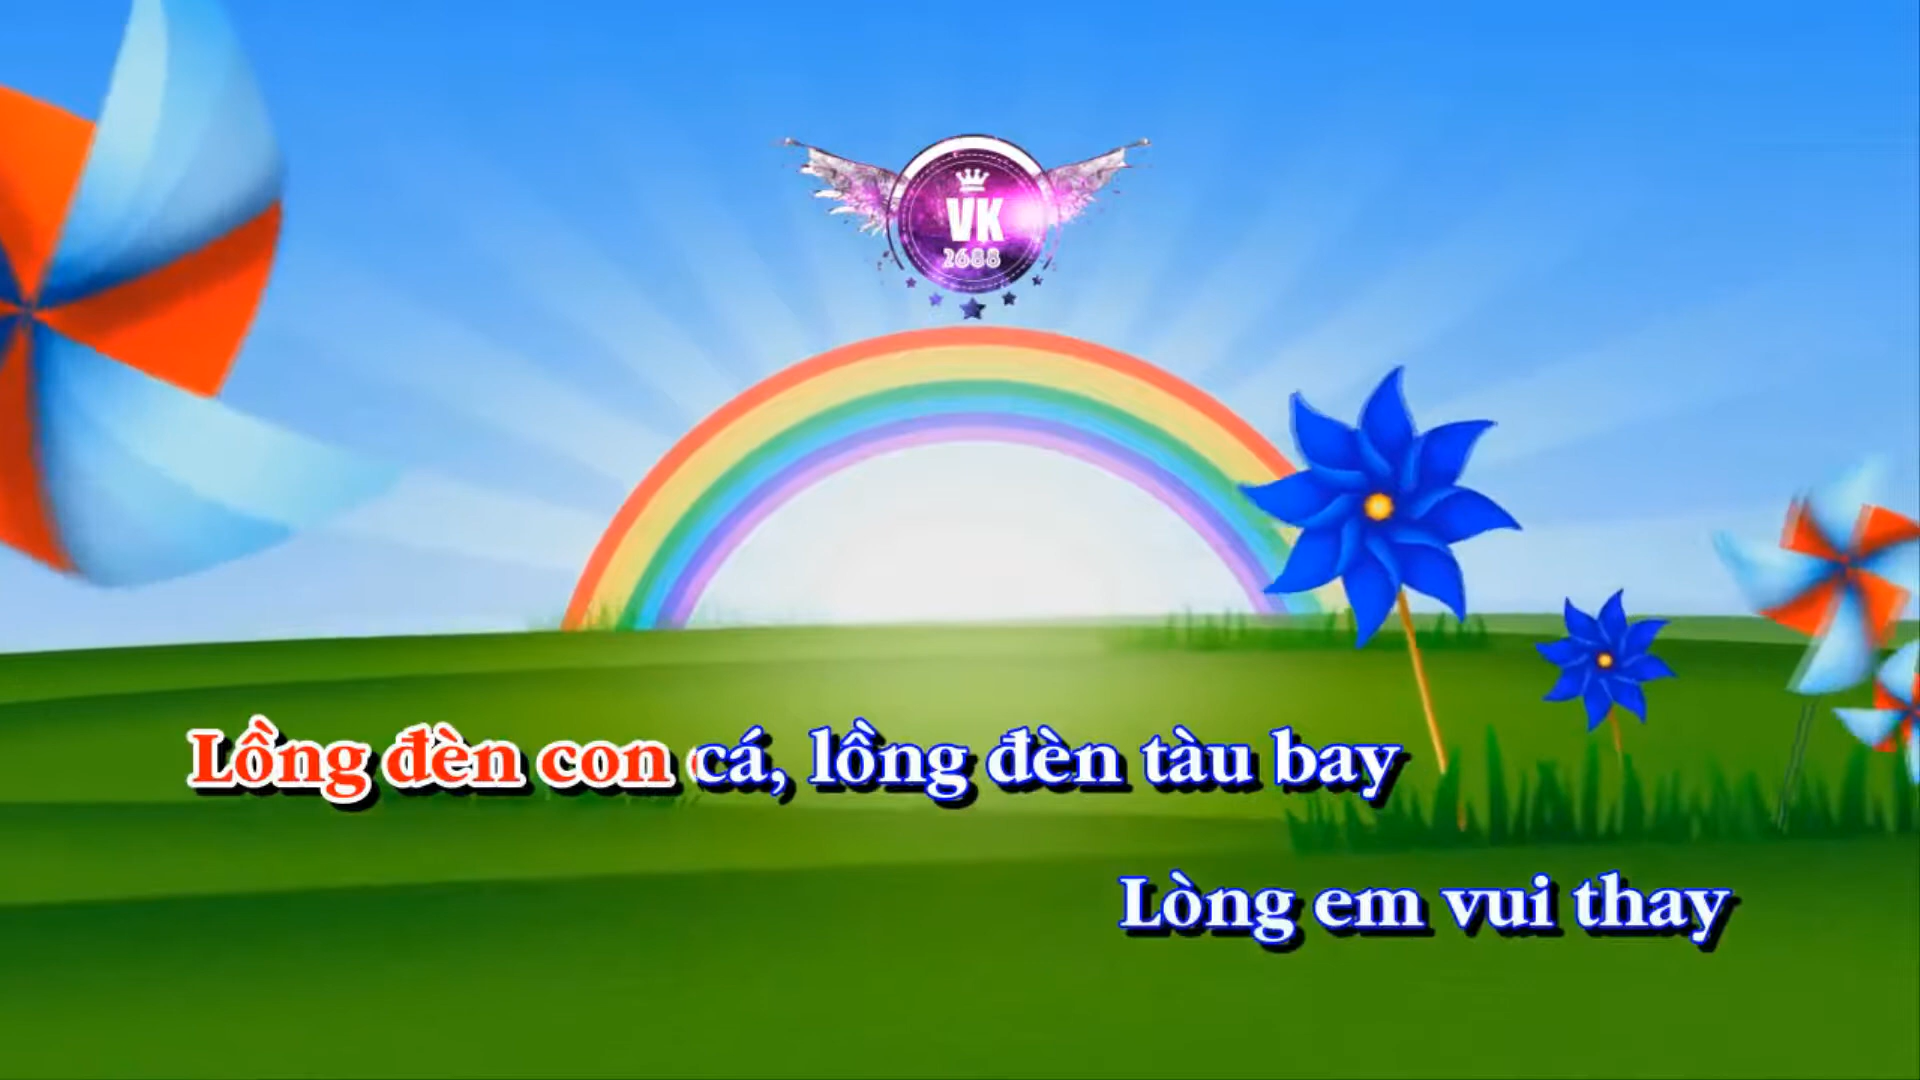 VK
2688
Lồng đèn con cá, lồng đèn tàu bay
Lòng em vui thay